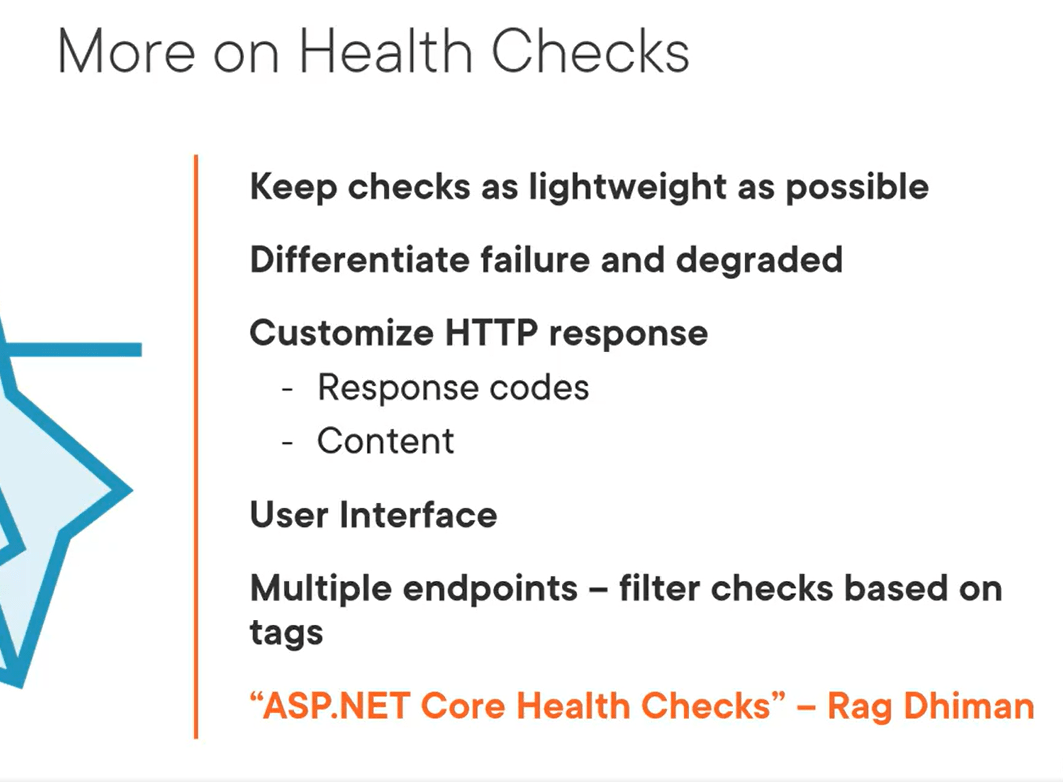 More on Health Checks
Keep checks as lightweight as possible
Differentiate failure and degraded
Customize HTTP response
- Response codes
- Content
User Interface
Multiple endpoints – filter checks based on
tags
“ASP.NET Core Health Checks” – Rag Dhiman